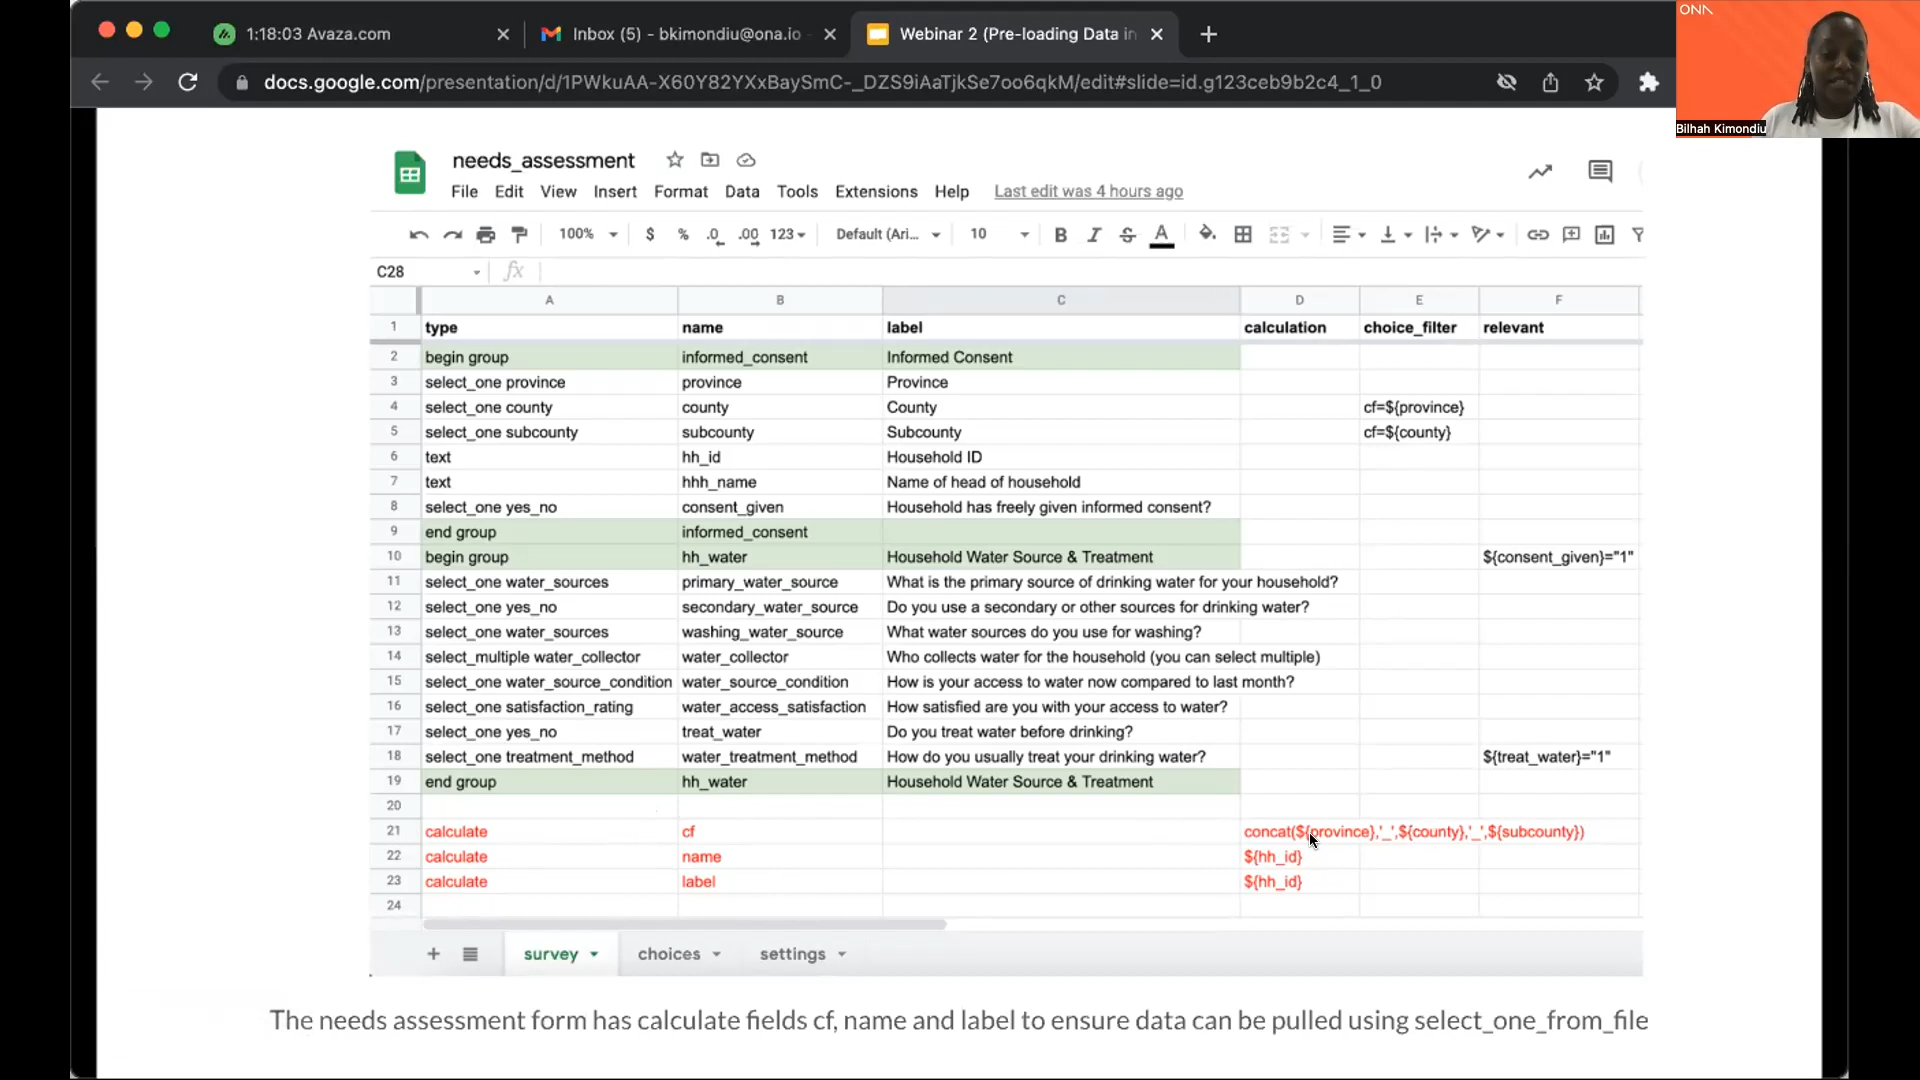 1:18:03 Avaza.com
Inbox (5) - bkimondiu@ona.io -
Webinar 2 (Pre-loading Data in
docs.google.com/presentation/d/1PWkuAA-X60Y82YXxBaySmC-_DZS9iAaTjkSe7oo6qkM/edit#slide=id.g123ceb9b2c4_1_0
ONA
Bilhah Kimondiu
needs_assessment
File Edit View Insert Format Data Tools Extensions Help Last edit was 4 hours ago
100% $ % .0 .00 123 Default (Ari... 10 B I S A
C28 fx
A B C D E F
1 type name label calculation choice_filter relevant
2 begin group informed_consent Informed Consent
3 select_one province province Province
4 select_one county county County cf=${province}
5 select_one subcounty subcounty Subcounty cf=${county}
6 text hh_id Household ID
7 text hhh_name Name of head of household
8 select_one yes_no consent_given Household has freely given informed consent?
9 end group informed_consent
10 begin group hh_water Household Water Source & Treatment ${consent_given}="1"
11 select_one water_sources primary_water_source What is the primary source of drinking water for your household?
12 select_one yes_no secondary_water_source Do you use a secondary or other sources for drinking water?
13 select_one water_sources washing_water_source What water sources do you use for washing?
14 select_multiple water_collector water_collector Who collects water for the household (you can select multiple)
15 select_one water_source_condition water_source_condition How is your access to water now compared to last month?
16 select_one satisfaction_rating water_access_satisfaction How satisfied are you with your access to water?
17 select_one yes_no treat_water Do you treat water before drinking?
18 select_one treatment_method water_treatment_method How do you usually treat your drinking water? ${treat_water}="1"
19 end group hh_water Household Water Source & Treatment
20
21 calculate cf concat(${province},'_',${county},'_',${subcounty})
22 calculate name ${hh_id}
23 calculate label ${hh_id}
24
survey choices settings
The needs assessment form has calculate fields cf, name and label to ensure data can be pulled using select_one_from_file